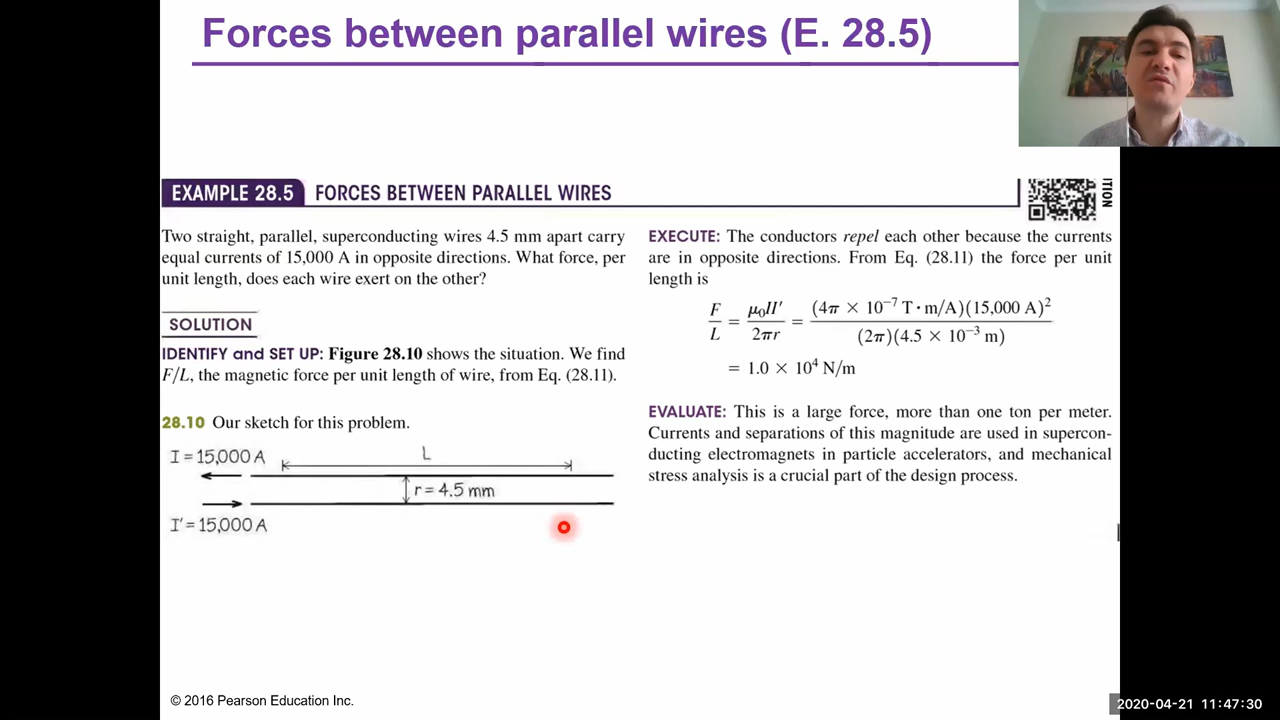 Forces between parallel wires (E. 28.5)
EXAMPLE 28.5 FORCES BETWEEN PARALLEL WIRES
ITION
Two straight, parallel, superconducting wires 4.5 mm apart carry
equal currents of 15,000 A in opposite directions. What force, per
unit length, does each wire exert on the other?
SOLUTION
IDENTIFY and SET UP: Figure 28.10 shows the situation. We find
F/L, the magnetic force per unit length of wire, from Eq. (28.11).
28.10 Our sketch for this problem.
I = 15,000 A
L
r = 4.5 mm
I′ = 15,000 A
EXECUTE: The conductors repel each other because the currents
are in opposite directions. From Eq. (28.11) the force per unit
length is
F/L = μ₀II′/2πr = (4π × 10⁻⁷ T · m/A)(15,000 A)²/(2π)(4.5 × 10⁻³ m)
= 1.0 × 10⁴ N/m
EVALUATE: This is a large force, more than one ton per meter.
Currents and separations of this magnitude are used in supercon-
ducting electromagnets in particle accelerators, and mechanical
stress analysis is a crucial part of the design process.
© 2016 Pearson Education Inc.
2020-04-21 11:47:30